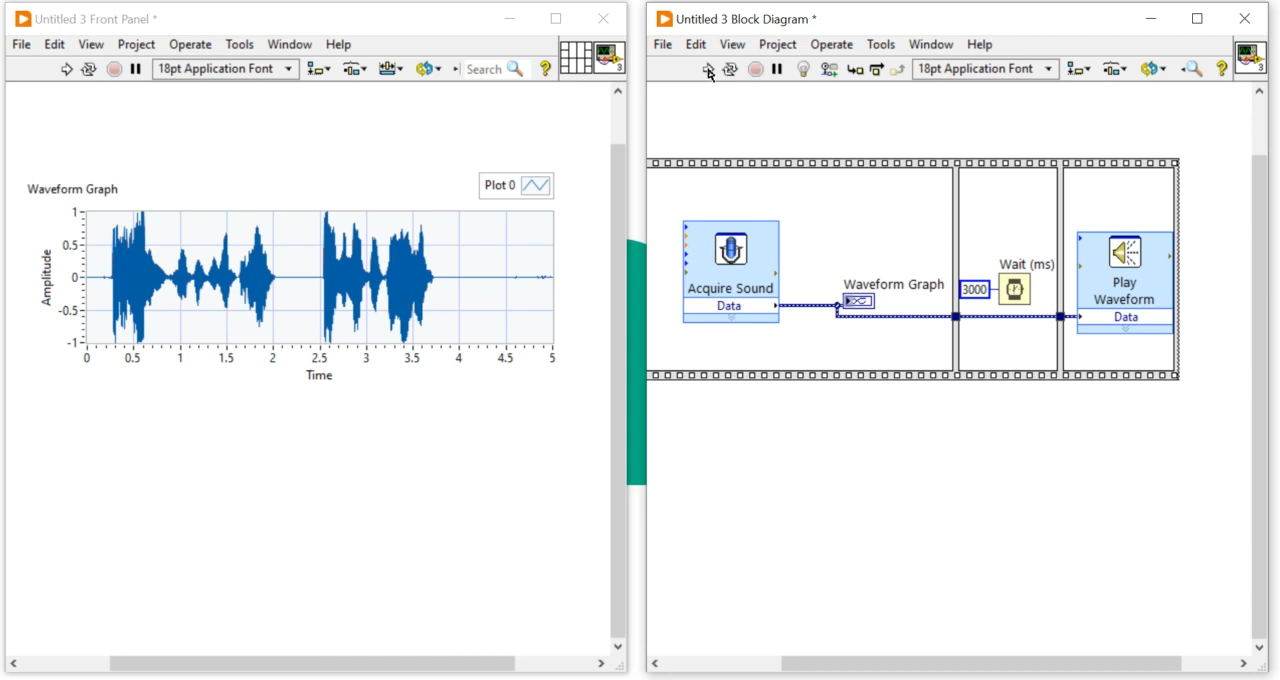 Untitled 3 Front Panel *
File Edit View Project Operate Tools Window Help
18pt Application Font Search ? 3
Waveform Graph
Plot 0
Amplitude
1
0.5
0
-0.5
-1
0 0.5 1 1.5 2 2.5 3 3.5 4 4.5 5
Time
Untitled 3 Block Diagram *
File Edit View Project Operate Tools Window Help
18pt Application Font ? 3
Acquire Sound
Data
Waveform Graph
Wait (ms)
3000
Play
Waveform
Data